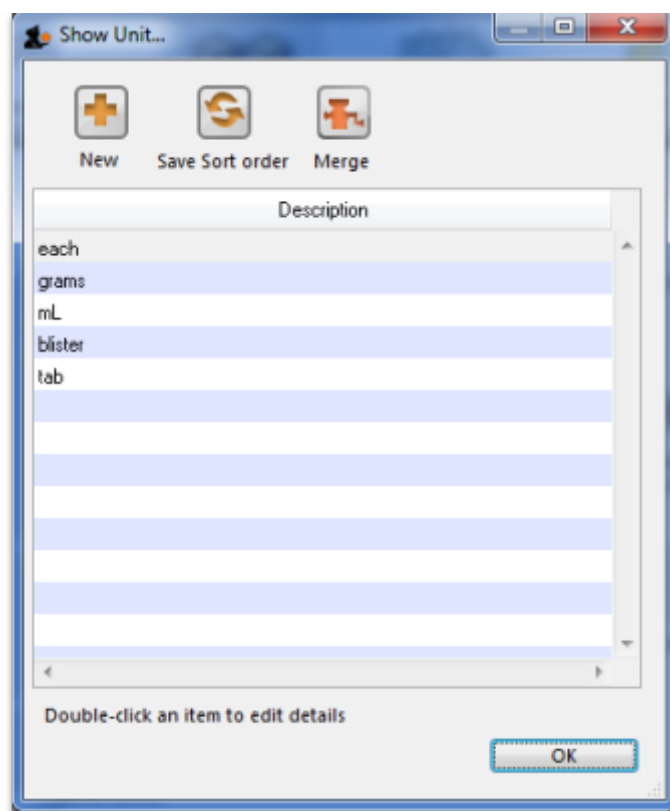 Show Unit...
New Save Sort order Merge
Description
each
grams
mL
blister
tab
Double-click an item to edit details
OK